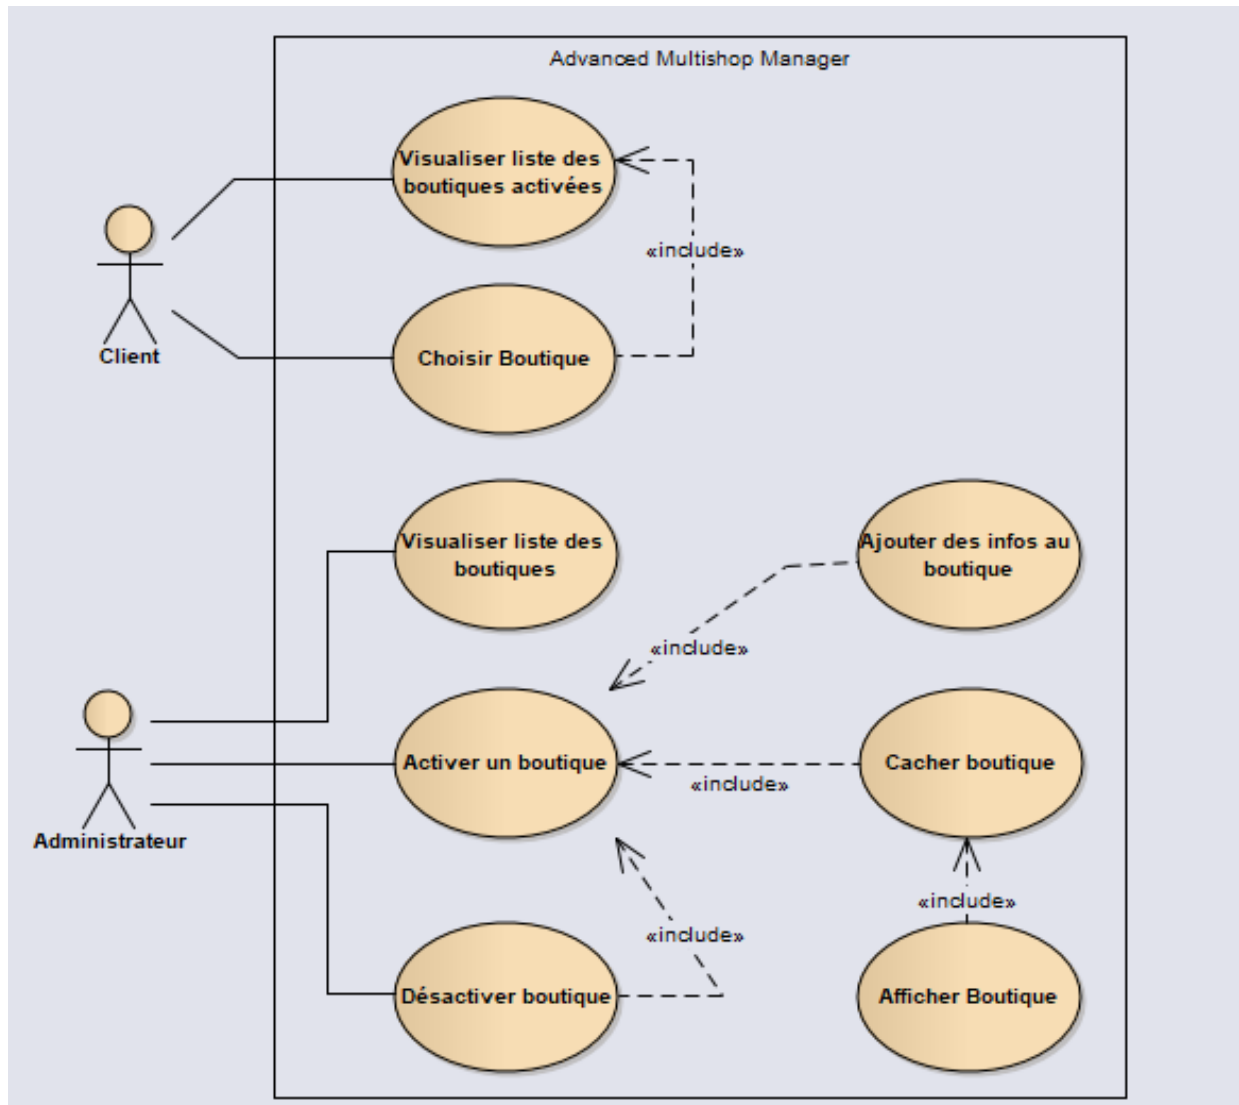 Advanced Multishop Manager
Visualiser liste des
boutiques activées
«include»
Client
Choisir Boutique
Visualiser liste des
boutiques
Ajouter des infos au
boutique
«include»
Activer un boutique
«include»
Cacher boutique
Administrateur
«include»
«include»
Désactiver boutique
Afficher Boutique